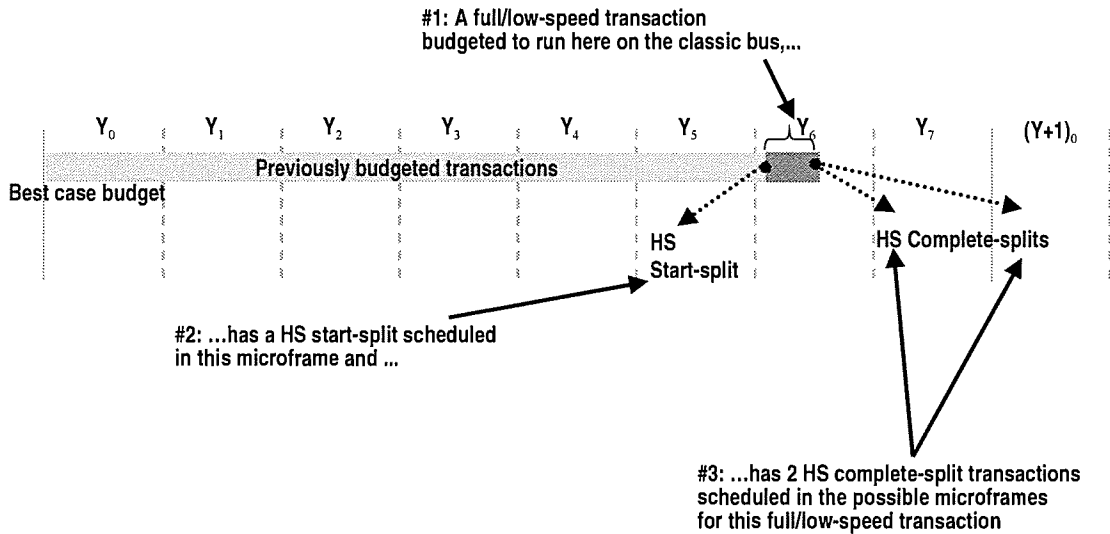 #1: A full/low-speed transaction
budgeted to run here on the classic bus,...
Y₀ Y₁ Y₂ Y₃ Y₄ Y₅ Y₆ Y₇ (Y+1)₀
Previously budgeted transactions
Best case budget
HS
Start-split
HS Complete-splits
#2: ...has a HS start-split scheduled
in this microframe and ...
#3: ...has 2 HS complete-split transactions
scheduled in the possible microframes
for this full/low-speed transaction